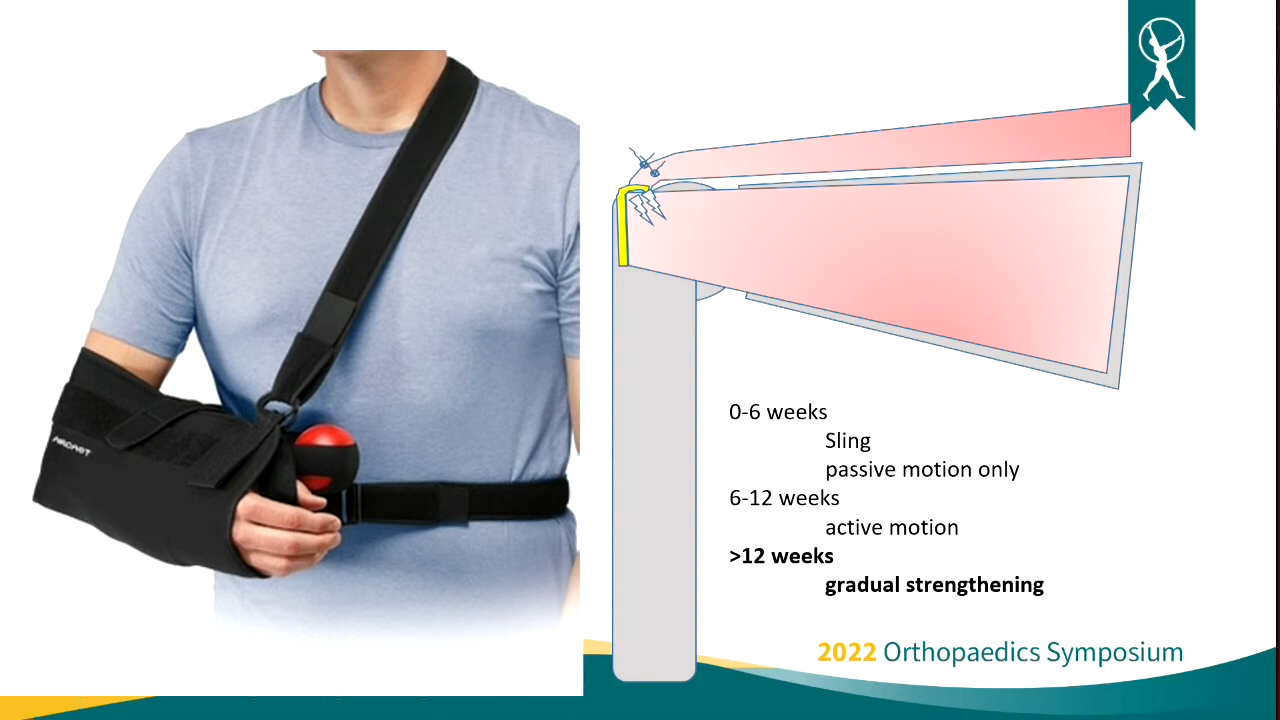 AIRCAST
0-6 weeks
Sling
passive motion only
6-12 weeks
active motion
>12 weeks
gradual strengthening
2022 Orthopaedics Symposium